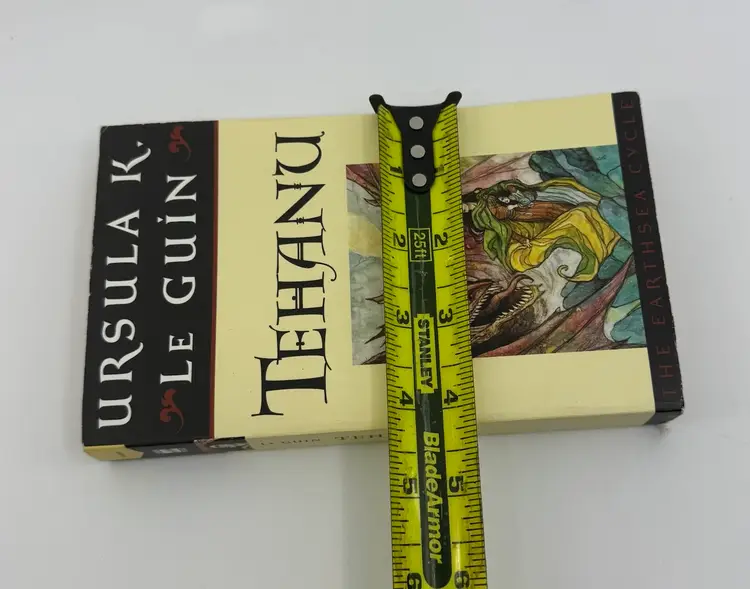 URSULA K.
LE GUIN
TEHANU
THE EARTHSEA CYCLE
1
2 2
25ft
3 3
STANLEY
4 4
BladeArmor
5 5
6 6